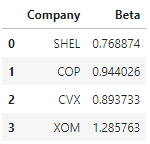 Company Beta
0 SHEL 0.768874
1 COP 0.944026
2 CVX 0.893733
3 XOM 1.285763